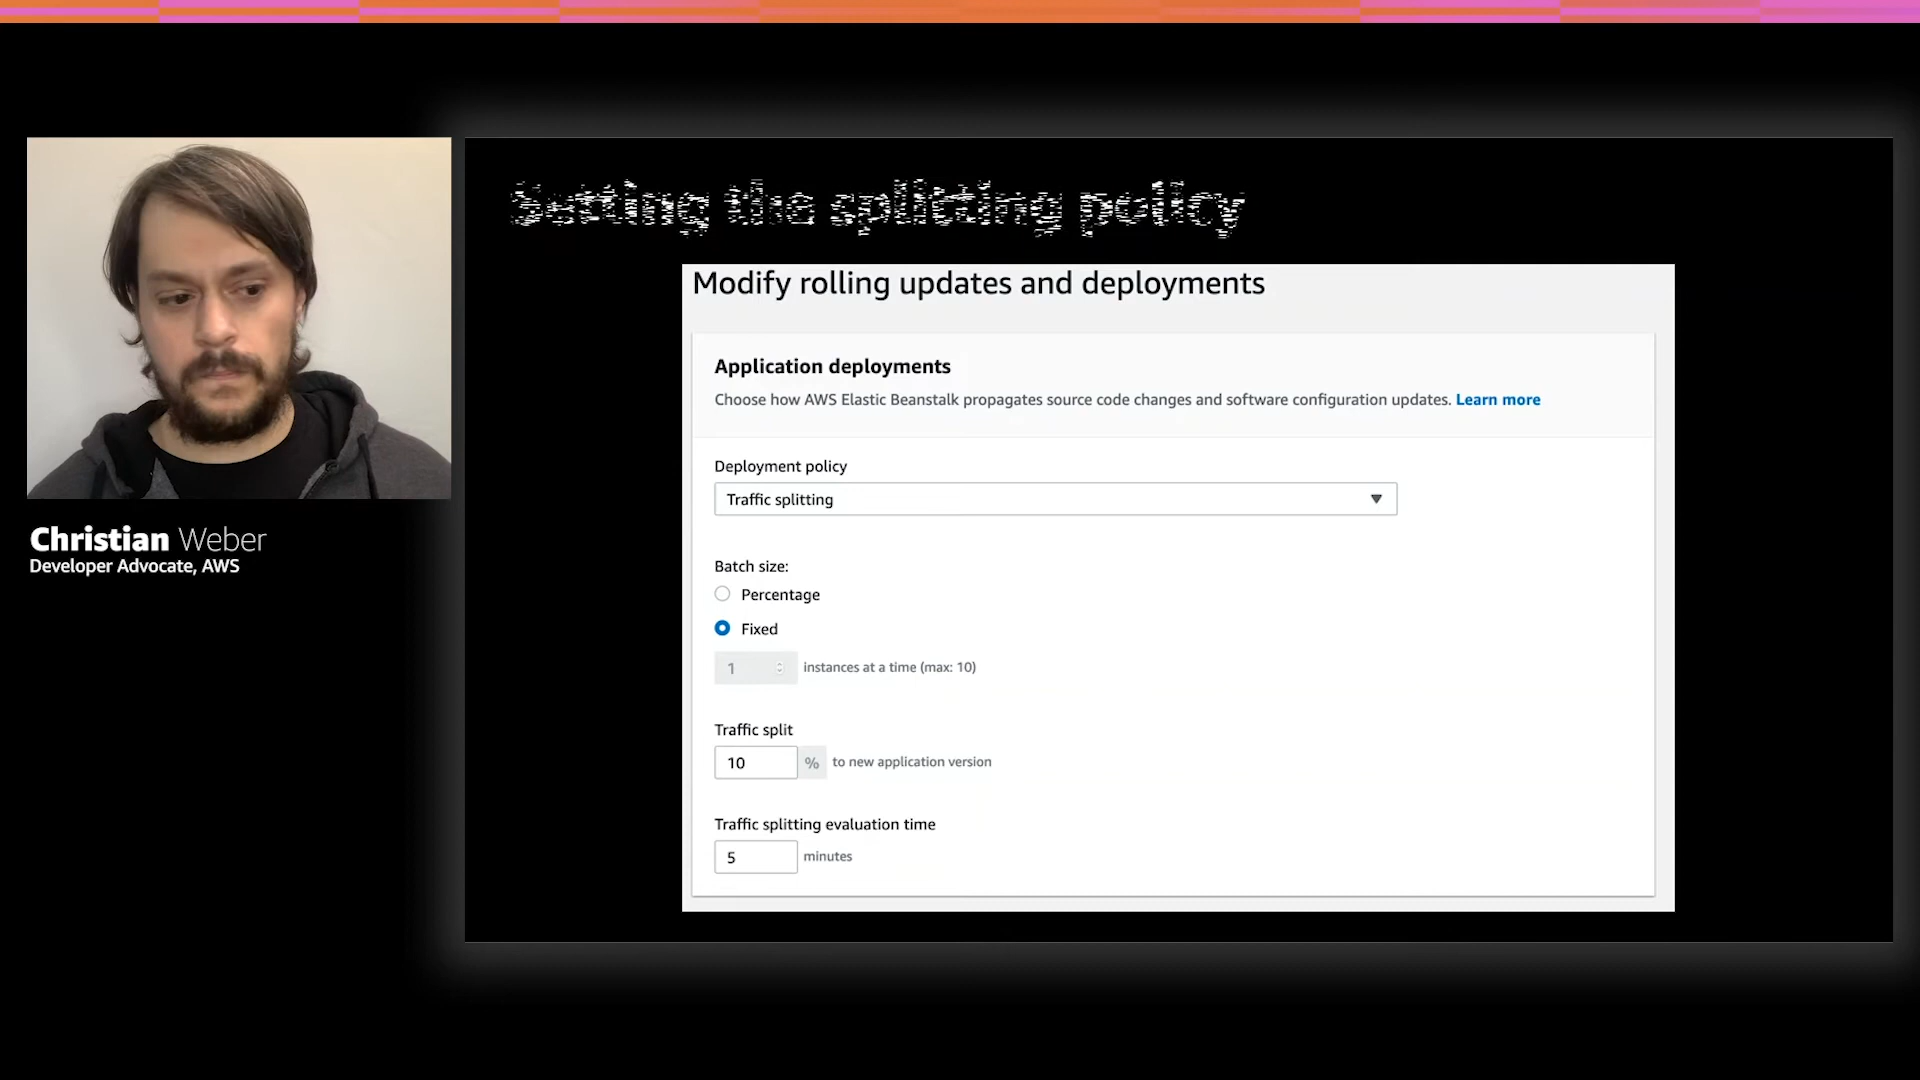 Setting the splitting policy
Modify rolling updates and deployments
Application deployments
Choose how AWS Elastic Beanstalk propagates source code changes and software configuration updates. Learn more
Deployment policy
Traffic splitting
Batch size:
Percentage
Fixed
1 instances at a time (max: 10)
Traffic split
10 % to new application version
Traffic splitting evaluation time
5 minutes
Christian Weber
Developer Advocate, AWS